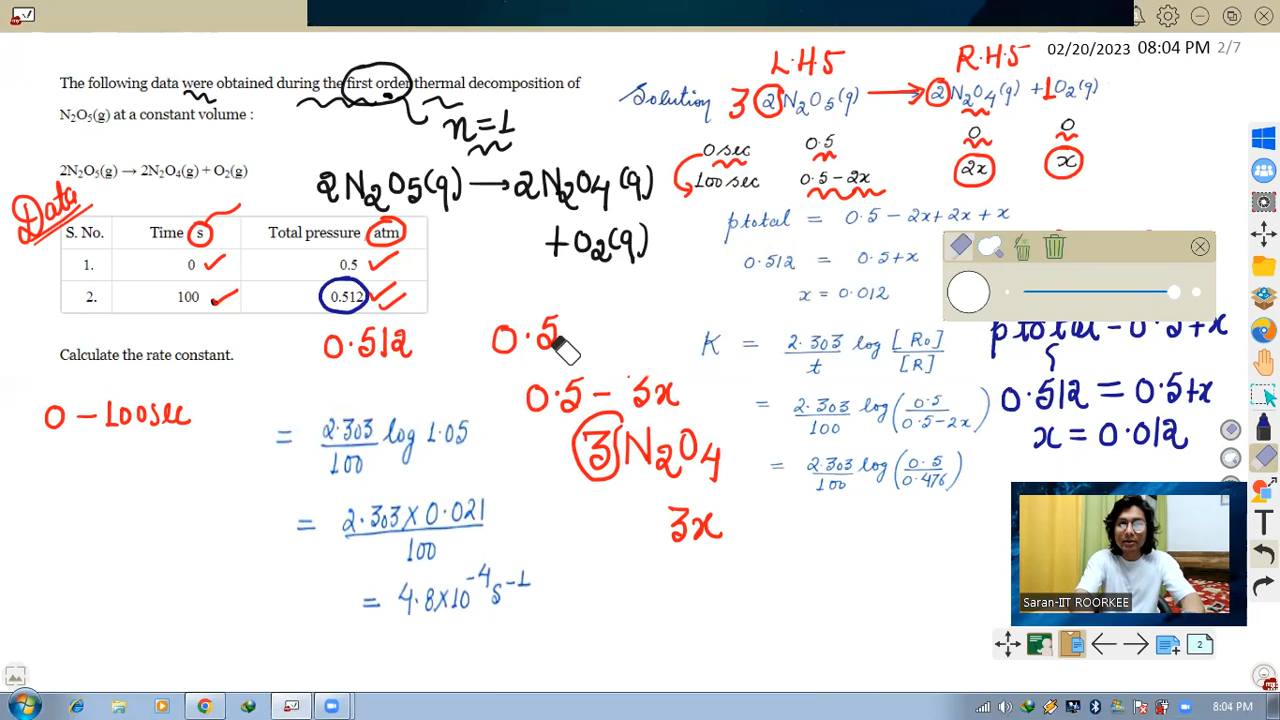 02/20/2023 08:04 PM 2/7
The following data were obtained during the first order thermal decomposition of
N₂O₅(g) at a constant volume :
n=1
2N₂O₅(g) → 2N₂O₄(g) + O₂(g)
2N₂O₅(g) → 2N₂O₄(g)
+O₂(g)
Data
S. No. Time s Total pressure atm
1. 0 0.5
2. 100 0.512
0.512
Calculate the rate constant.
0 - 100sec
= 2.303/100 log 1.05
= 2.303 X 0.021/100
= 4.8X10⁻⁴ s⁻¹
0.5
0.5 - 3x
3N₂O₄
3x
L.H.S R.H.S
Solution 3 2N₂O₅(g) → 2N₂O₄(g) + 1O₂(g)
0sec 0.5 0 0
100sec 0.5-2x 2x x
ptotal = 0.5 - 2x + 2x + x
0.512 = 0.5+x
x = 0.012
K = 2.303/t log [R₀]/[R]
= 2.303/100 log (0.5/0.5-2x)
= 2.303/100 log (0.5/0.476)
ptotal - 0.5+x
0.512 = 0.5+x
x = 0.012
Saran-IIT ROORKEE
T
2
8:04 PM